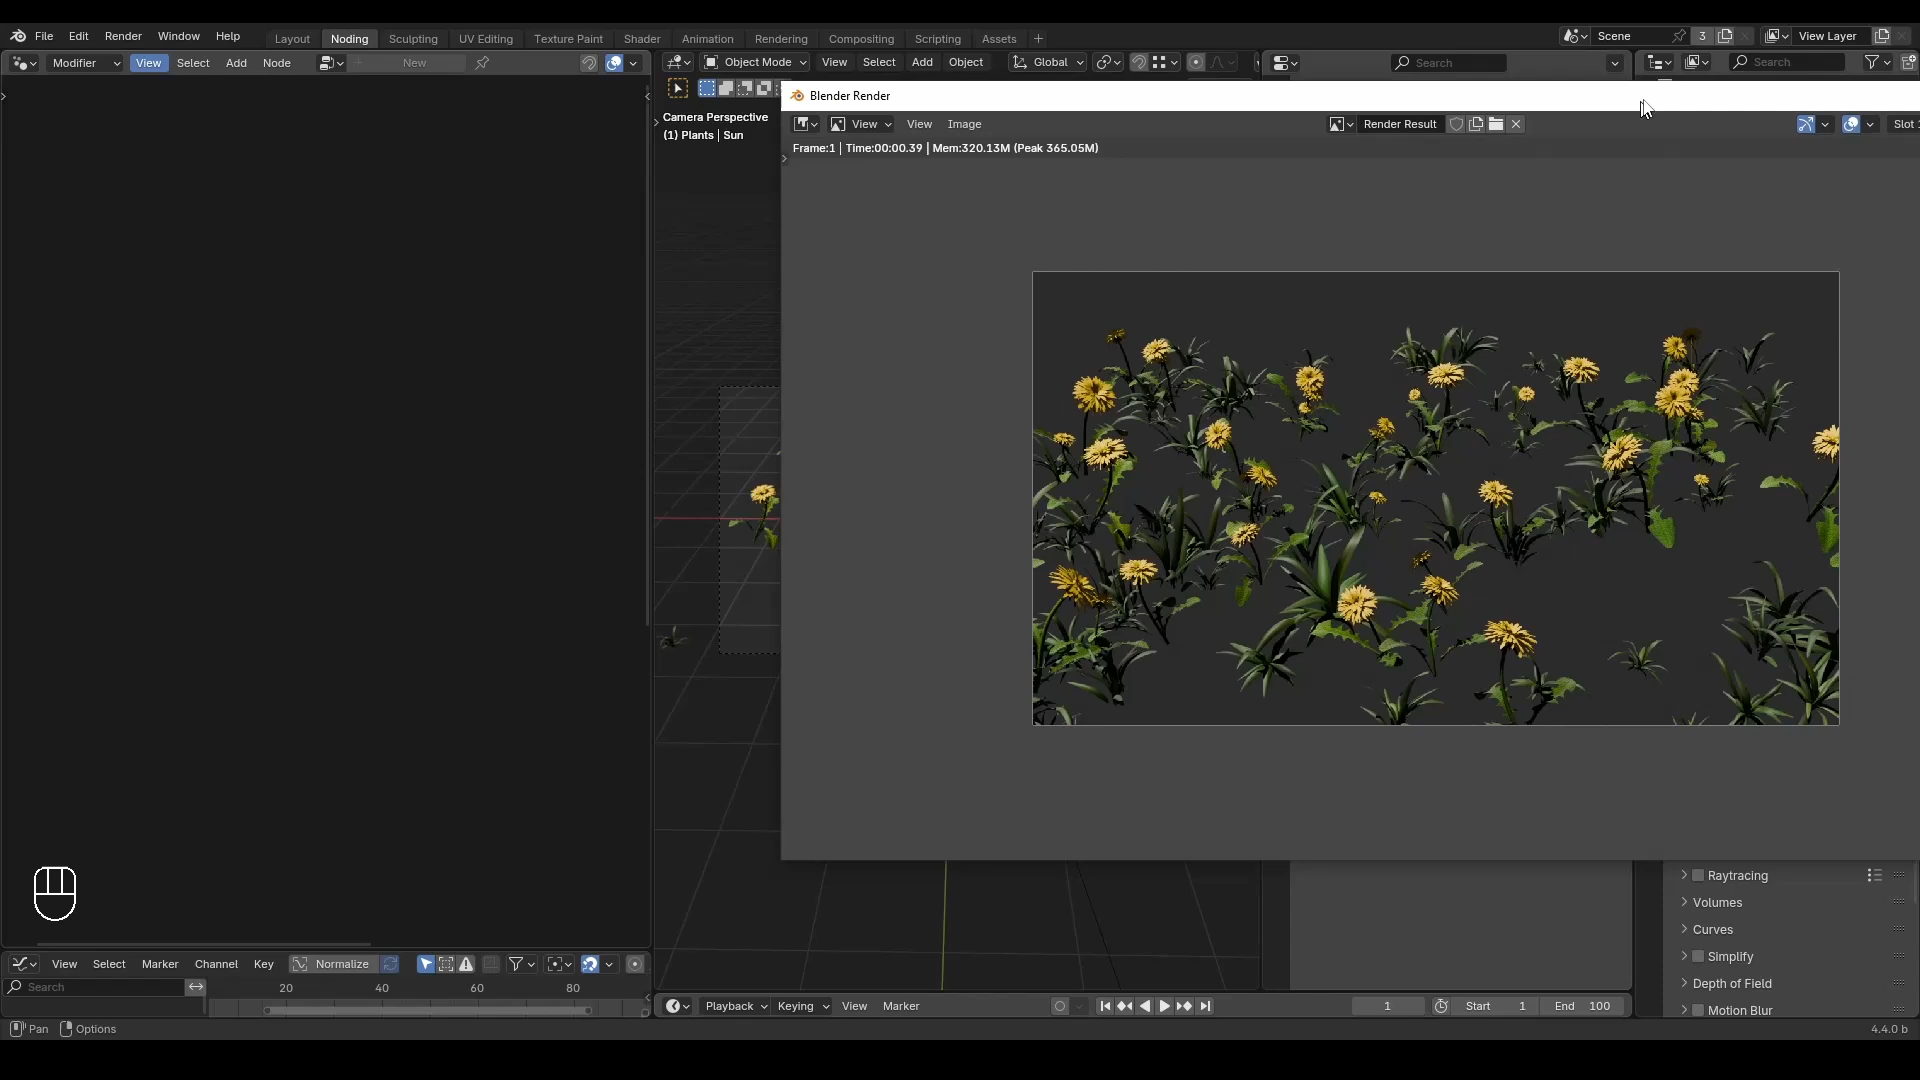 File Edit Render Window Help
Layout Noding Sculpting UV Editing Texture Paint Shader Animation Rendering Compositing Scripting Assets +
Scene 3 View Layer
Modifier View Select Add Node New
Object Mode View Select Add Object Global
Search
Search
Camera Perspective
(1) Plants | Sun
Blender Render
View View Image
Render Result
Slot
Frame:1 | Time:00:00.39 | Mem:320.13M (Peak 365.05M)
Raytracing
Volumes
Curves
Simplify
Depth of Field
Motion Blur
View Select Marker Channel Key Normalize
Search
20 40 60 80
Playback Keying View Marker
1 Start 1 End 100
Pan Options
4.4.0 b